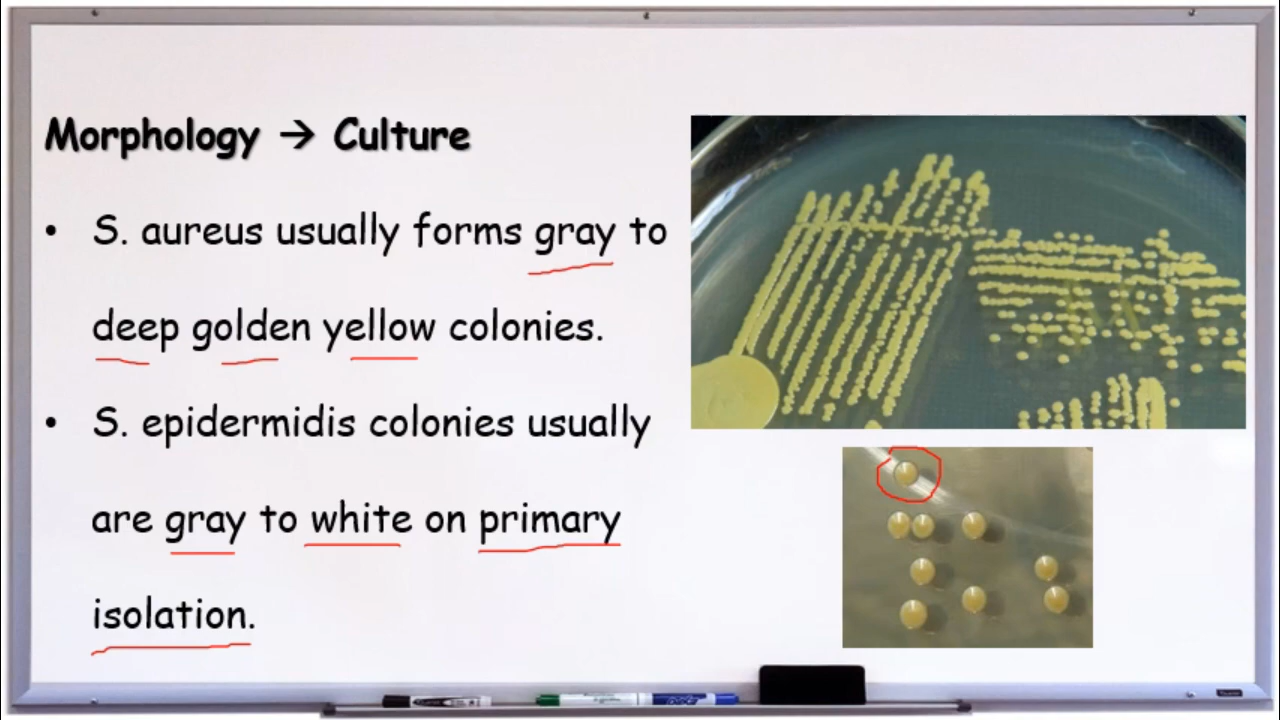 Morphology → Culture
• S. aureus usually forms gray to
deep golden yellow colonies.
• S. epidermidis colonies usually
are gray to white on primary
isolation.